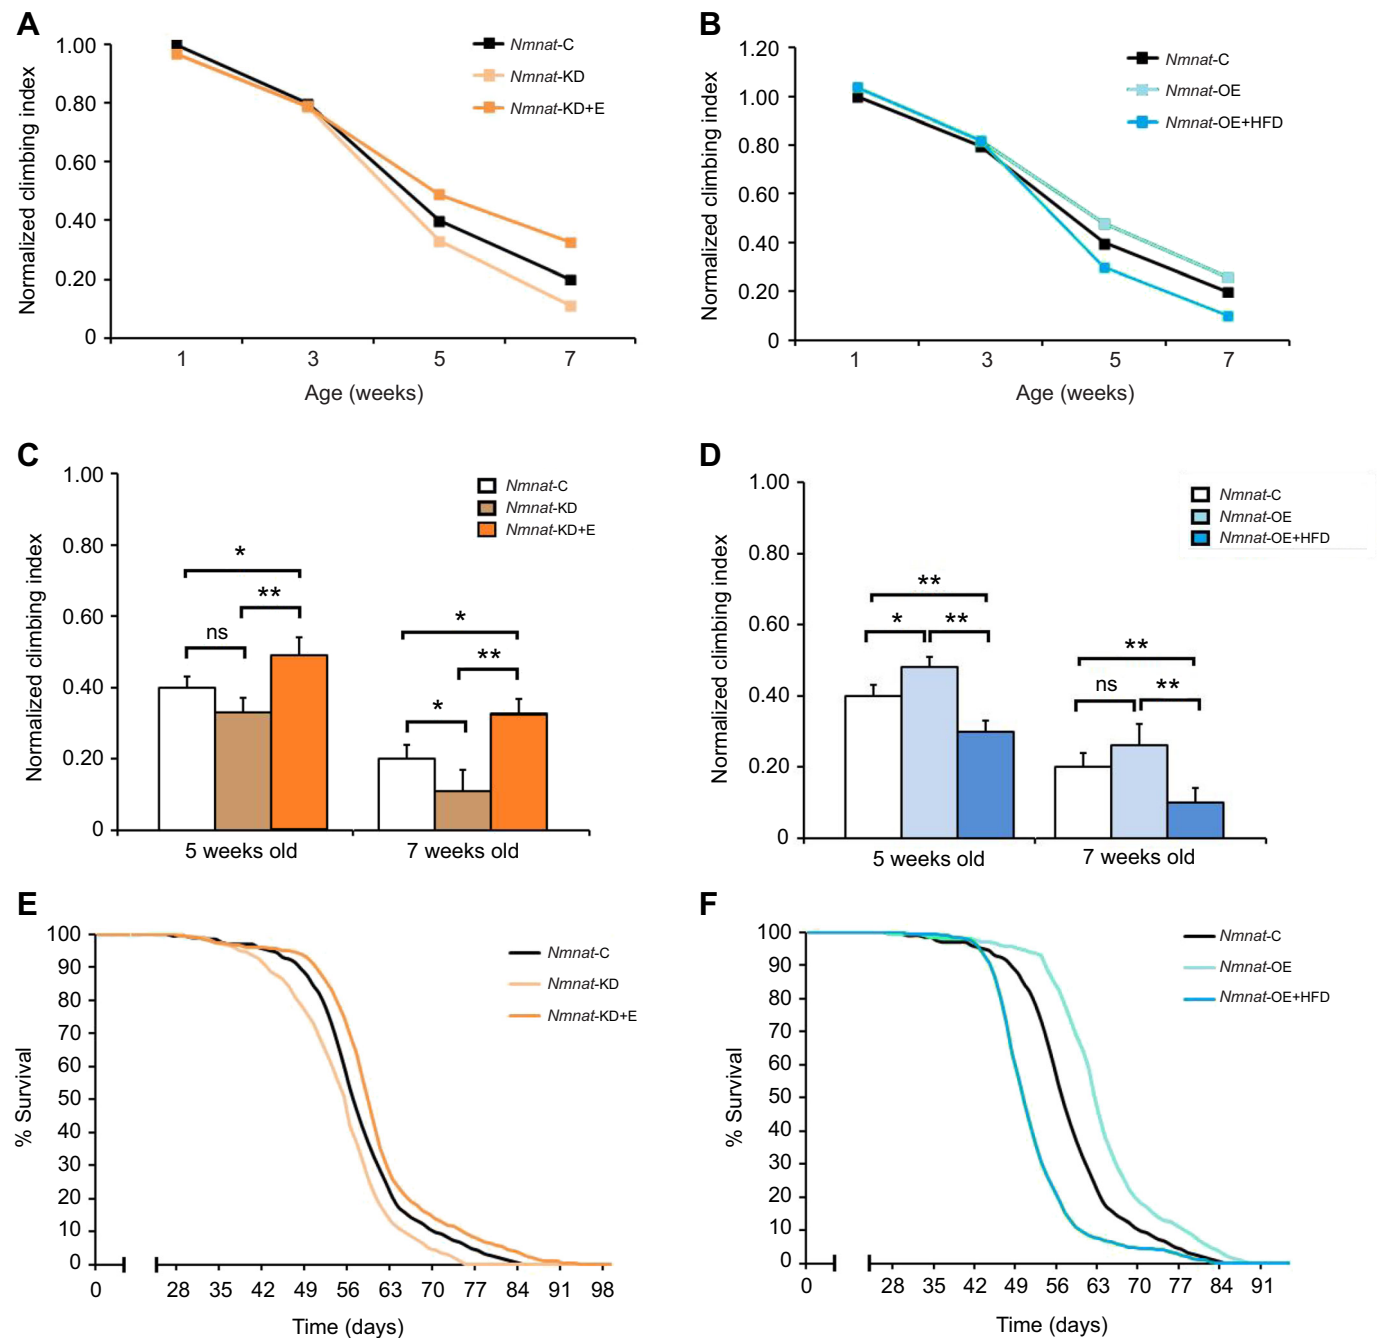 A
Normalized climbing index
1.00
0.80
0.60
0.40
0.20
0
1 3 5 7
Age (weeks)
Nmnat-C
Nmnat-KD
Nmnat-KD+E
B
Normalized climbing index
1.20
1.00
0.80
0.60
0.40
0.20
0
1 3 5 7
Age (weeks)
Nmnat-C
Nmnat-OE
Nmnat-OE+HFD
C
Normalized climbing index
1.00
0.80
0.60
0.40
0.20
0
Nmnat-C
Nmnat-KD
Nmnat-KD+E
*
**
ns
*
**
*
5 weeks old 7 weeks old
D
Normalized climbing index
1.00
0.80
0.60
0.40
0.20
0
Nmnat-C
Nmnat-OE
Nmnat-OE+HFD
**
* **
**
ns **
5 weeks old 7 weeks old
E
% Survival
100
90
80
70
60
50
40
30
20
10
0
0 28 35 42 49 56 63 70 77 84 91 98
Time (days)
Nmnat-C
Nmnat-KD
Nmnat-KD+E
F
% Survival
100
90
80
70
60
50
40
30
20
10
0
0 28 35 42 49 56 63 70 77 84 91
Time (days)
Nmnat-C
Nmnat-OE
Nmnat-OE+HFD